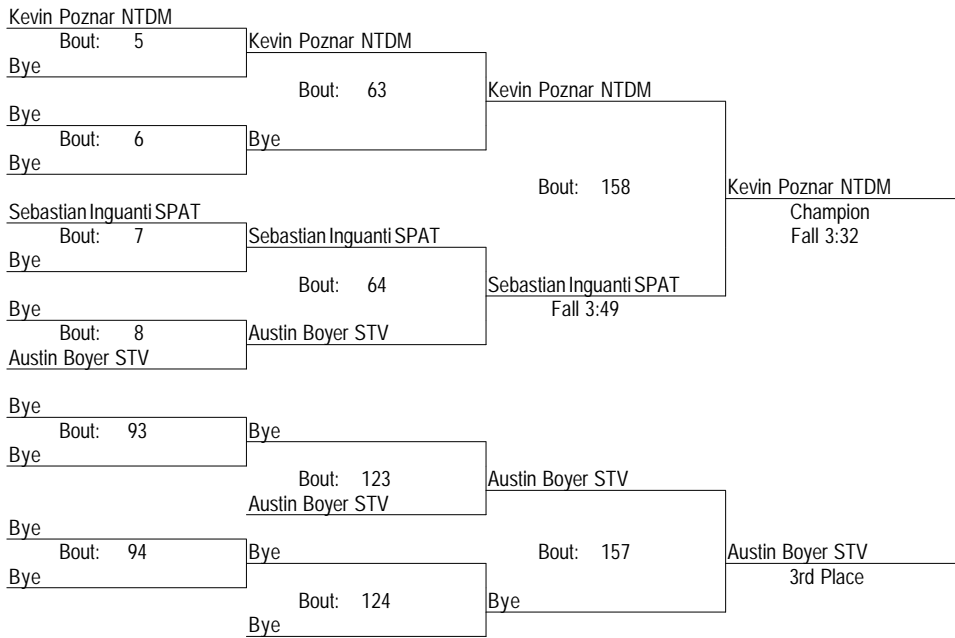 Kevin Poznar NTDM
Bout: 5
Kevin Poznar NTDM
Bye
Bout: 63
Kevin Poznar NTDM
Bye
Bout: 6
Bye
Bye
Bout: 158
Kevin Poznar NTDM
Sebastian Inguanti SPAT
Champion
Bout: 7
Sebastian Inguanti SPAT
Fall 3:32
Bye
Bout: 64
Sebastian Inguanti SPAT
Bye
Fall 3:49
Bout: 8
Austin Boyer STV
Austin Boyer STV
Bye
Bout: 93
Bye
Bye
Bout: 123
Austin Boyer STV
Austin Boyer STV
Bye
Bout: 94
Bye
Bout: 157
Austin Boyer STV
Bye
3rd Place
Bout: 124
Bye
Bye